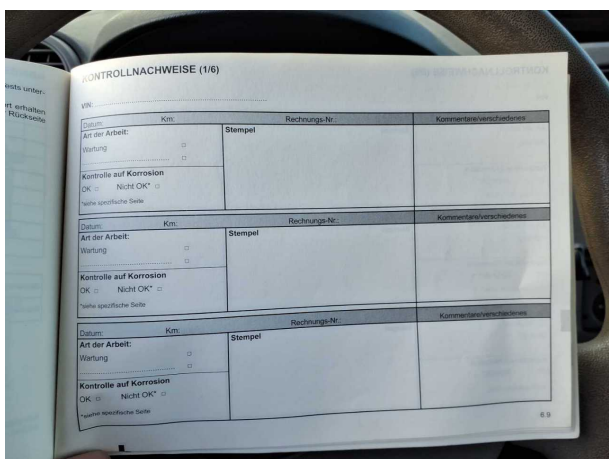 ests unter:
rt erhalten
Rückseite
KONTROLLNACHWEISE (1/6)
VIN:
Datum: Km: Rechnungs-Nr.: Kommentare/verschiedenes
Art der Arbeit: Stempel
Wartung □
□
Kontrolle auf Korrosion
OK □ Nicht OK* □
*siehe spezifische Seite
Datum: Km: Rechnungs-Nr.: Kommentare/verschiedenes
Art der Arbeit: Stempel
Wartung □
□
Kontrolle auf Korrosion
OK □ Nicht OK* □
*siehe spezifische Seite
Datum: Km: Rechnungs-Nr.: Kommentare/verschiedenes
Art der Arbeit: Stempel
Wartung □
□
Kontrolle auf Korrosion
OK □ Nicht OK* □
*siehe spezifische Seite
6.9